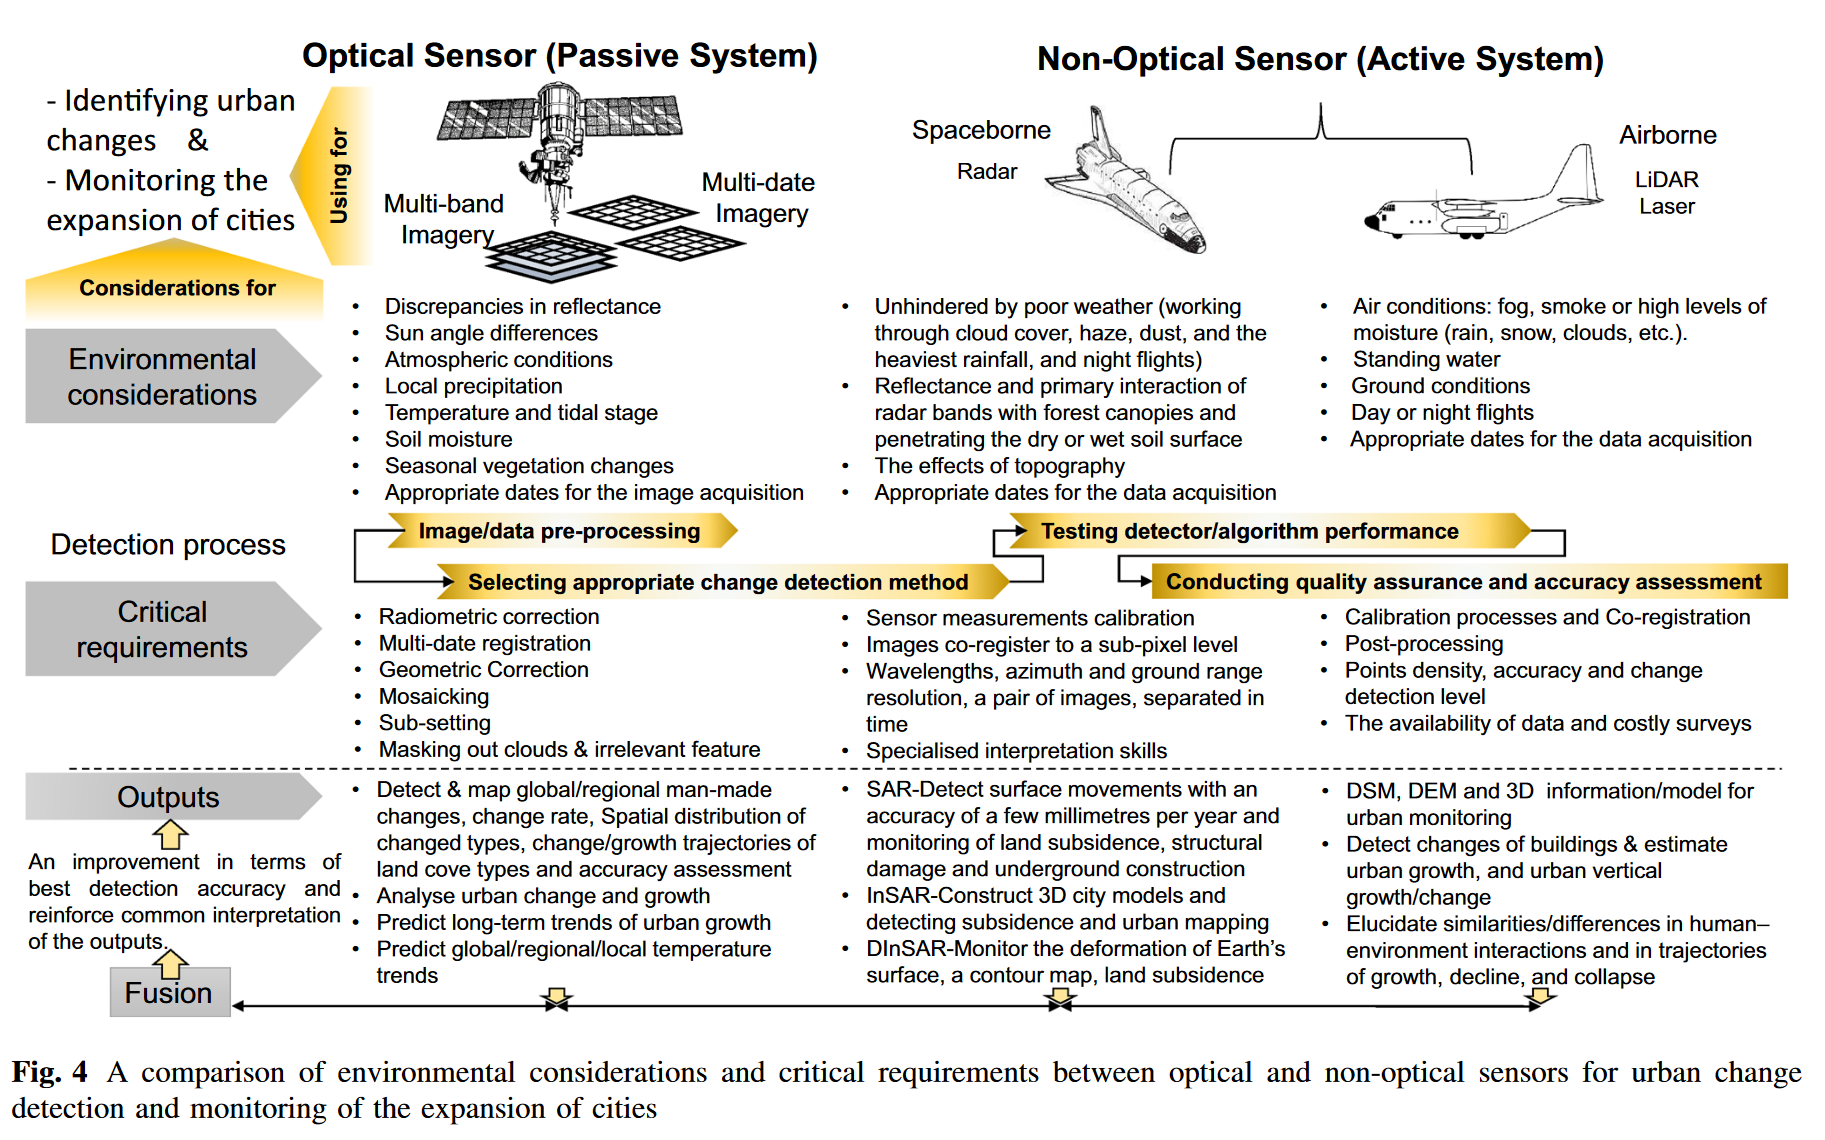 Optical Sensor (Passive System)
Non-Optical Sensor (Active System)
- Identifying urban
changes &
- Monitoring the
expansion of cities
Using for
Multi-band
Imagery
Multi-date
Imagery
Spaceborne
Radar
Airborne
LiDAR
Laser
Considerations for
Environmental
considerations
• Discrepancies in reflectance
• Sun angle differences
• Atmospheric conditions
• Local precipitation
• Temperature and tidal stage
• Soil moisture
• Seasonal vegetation changes
• Appropriate dates for the image acquisition
• Unhindered by poor weather (working
through cloud cover, haze, dust, and the
heaviest rainfall, and night flights)
• Reflectance and primary interaction of
radar bands with forest canopies and
penetrating the dry or wet soil surface
• The effects of topography
• Appropriate dates for the data acquisition
• Air conditions: fog, smoke or high levels of
moisture (rain, snow, clouds, etc.).
• Standing water
• Ground conditions
• Day or night flights
• Appropriate dates for the data acquisition
Detection process
Image/data pre-processing
Selecting appropriate change detection method
Testing detector/algorithm performance
Conducting quality assurance and accuracy assessment
Critical
requirements
• Radiometric correction
• Multi-date registration
• Geometric Correction
• Mosaicking
• Sub-setting
• Masking out clouds & irrelevant feature
• Sensor measurements calibration
• Images co-register to a sub-pixel level
• Wavelengths, azimuth and ground range
resolution, a pair of images, separated in
time
• Specialised interpretation skills
• Calibration processes and Co-registration
• Post-processing
• Points density, accuracy and change
detection level
• The availability of data and costly surveys
Outputs
• Detect & map global/regional man-made
changes, change rate, Spatial distribution of
changed types, change/growth trajectories of
land cove types and accuracy assessment
• Analyse urban change and growth
• Predict long-term trends of urban growth
• Predict global/regional/local temperature
trends
• SAR-Detect surface movements with an
accuracy of a few millimetres per year and
monitoring of land subsidence, structural
damage and underground construction
• InSAR-Construct 3D city models and
detecting subsidence and urban mapping
• DInSAR-Monitor the deformation of Earth's
surface, a contour map, land subsidence
• DSM, DEM and 3D information/model for
urban monitoring
• Detect changes of buildings & estimate
urban growth, and urban vertical
growth/change
• Elucidate similarities/differences in human–
environment interactions and in trajectories
of growth, decline, and collapse
An improvement in terms of
best detection accuracy and
reinforce common interpretation
of the outputs.
Fusion
Fig. 4 A comparison of environmental considerations and critical requirements between optical and non-optical sensors for urban change
detection and monitoring of the expansion of cities